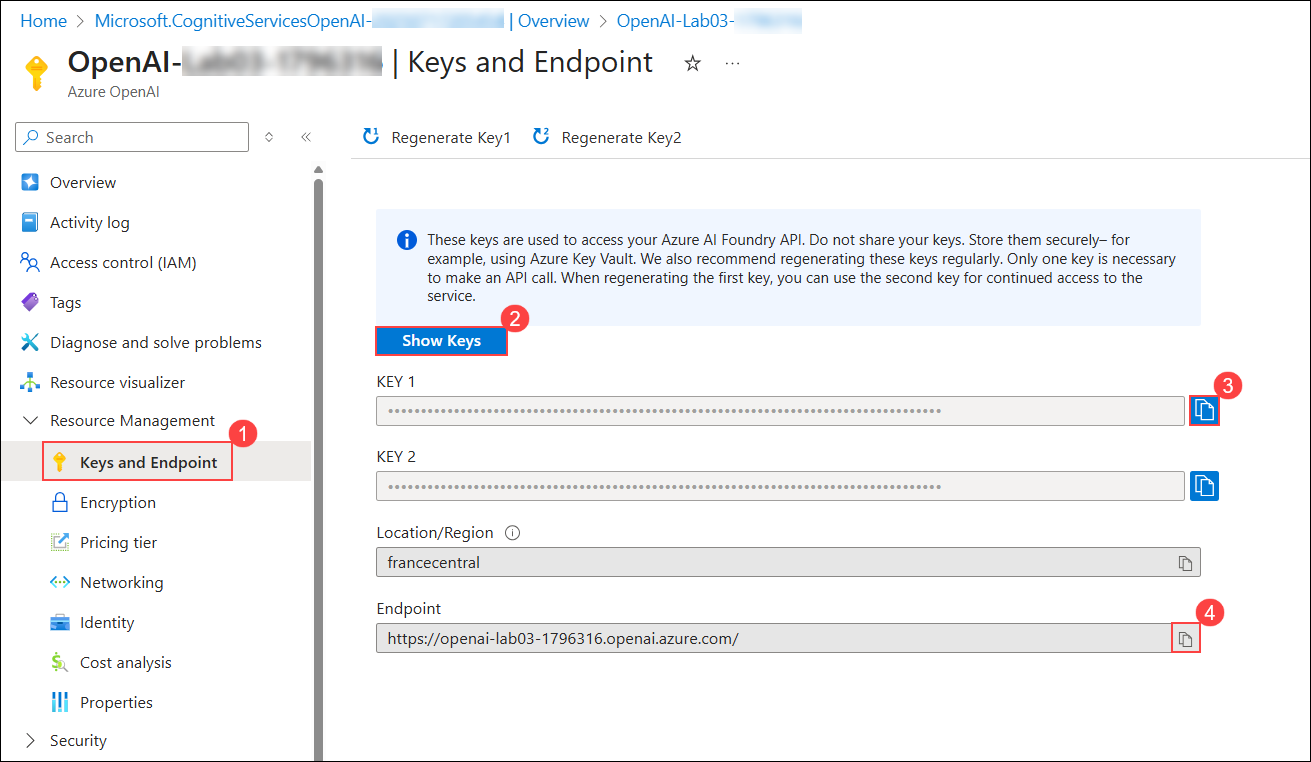 Home > Microsoft.CognitiveServicesOpenAI- | Overview > OpenAI-Lab03-
OpenAI- | Keys and Endpoint
Azure OpenAI
Search
Regenerate Key1
Regenerate Key2
Overview
Activity log
Access control (IAM)
Tags
Diagnose and solve problems
Resource visualizer
Resource Management
1
Keys and Endpoint
Encryption
Pricing tier
Networking
Identity
Cost analysis
Properties
Security
These keys are used to access your Azure AI Foundry API. Do not share your keys. Store them securely– for
example, using Azure Key Vault. We also recommend regenerating these keys regularly. Only one key is necessary
to make an API call. When regenerating the first key, you can use the second key for continued access to the
service.
2
Show Keys
KEY 1
3
KEY 2
Location/Region
francecentral
Endpoint
4
https://openai-lab03-1796316.openai.azure.com/